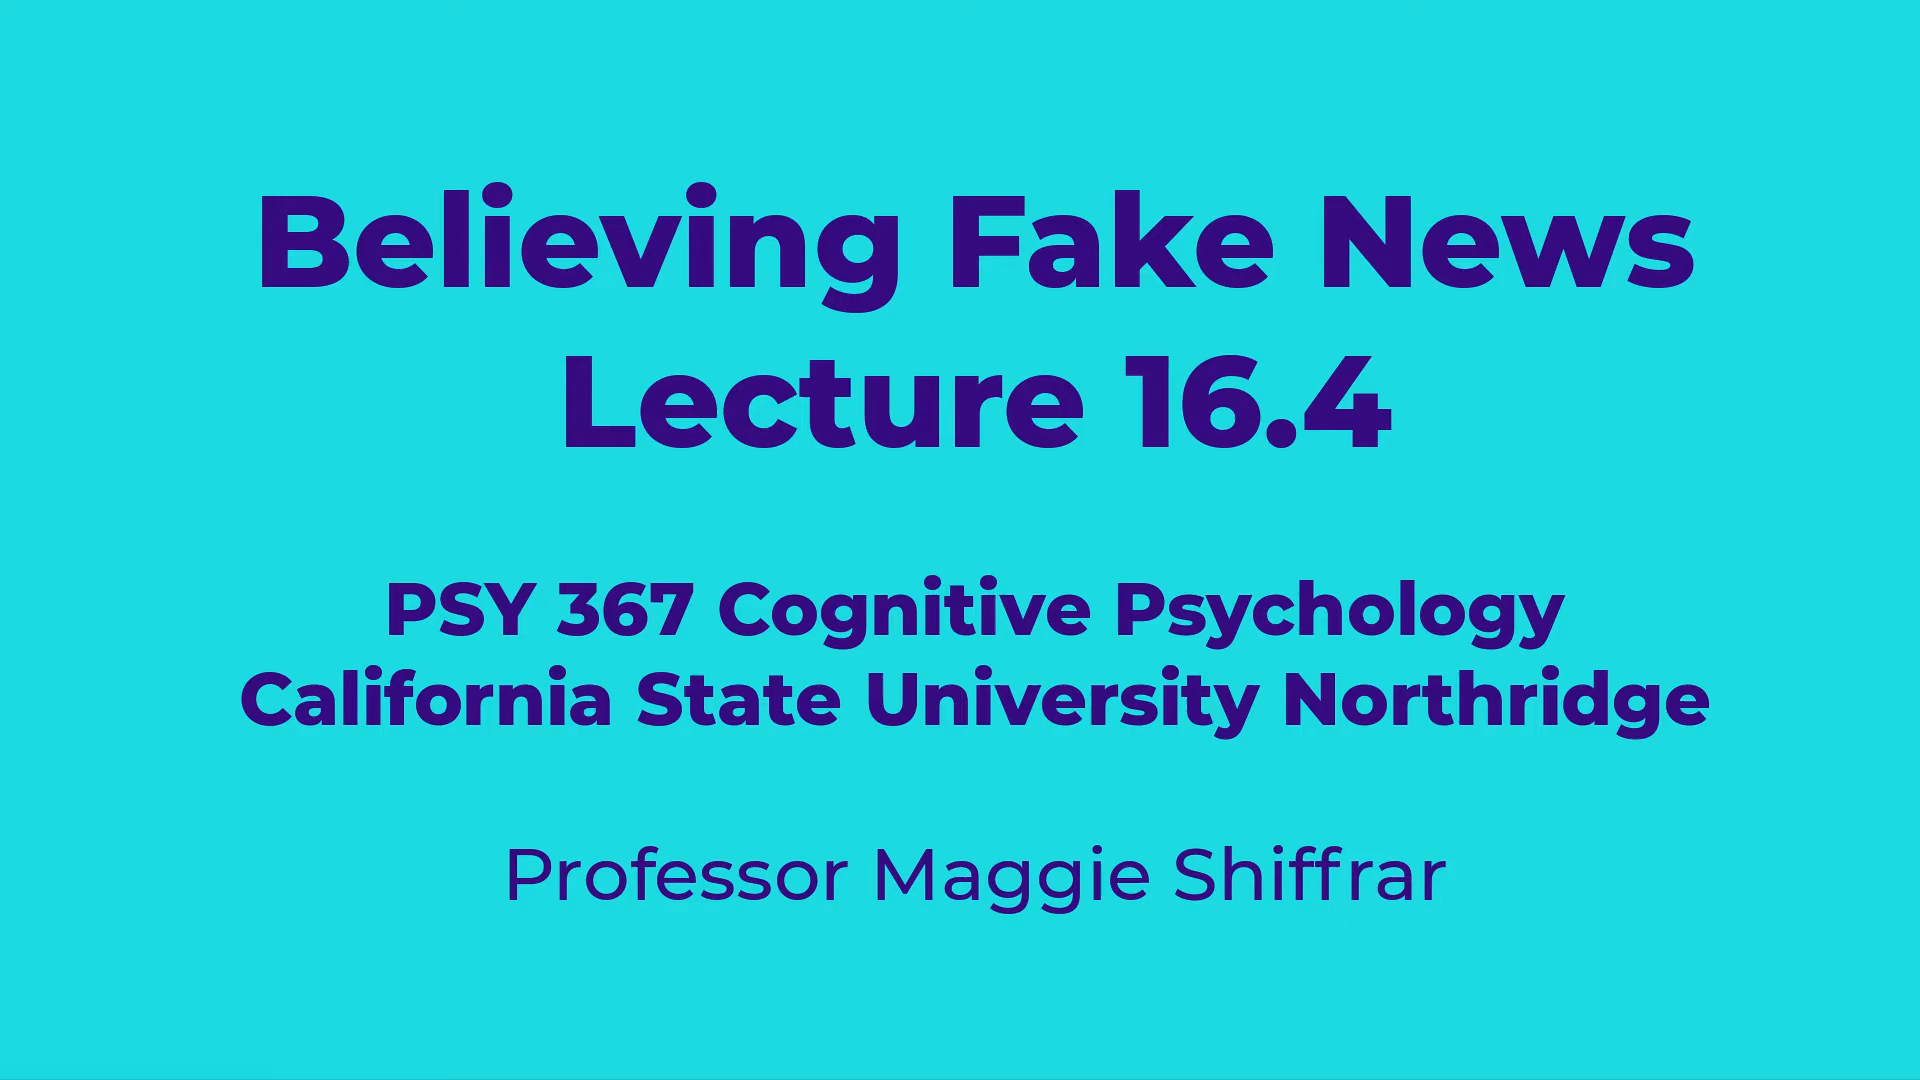 Believing Fake News
Lecture 16.4
PSY 367 Cognitive Psychology
California State University Northridge
Professor Maggie Shiffrar